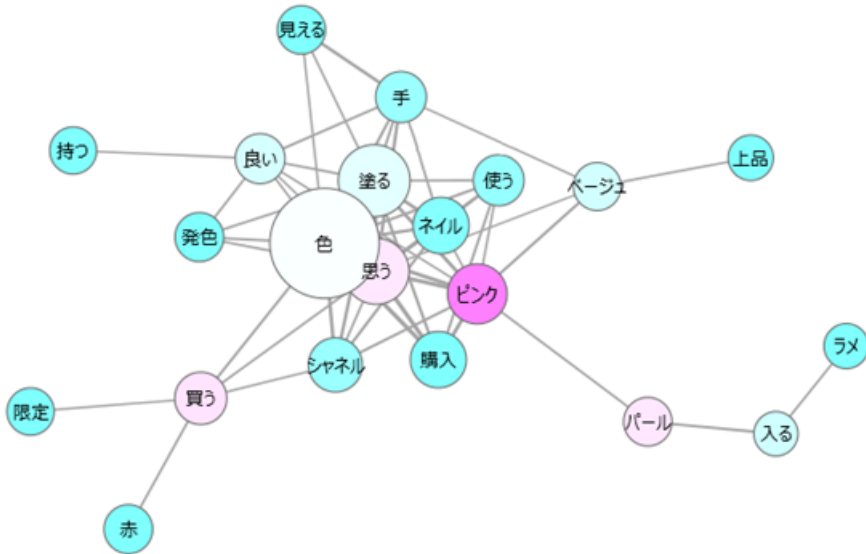 見える
手
持つ
良い
上品
塗る
使う
ベージュ
ネイル
発色
色
思う
ピンク
ラメ
シャネル
購入
買う
限定
パール
入る
赤